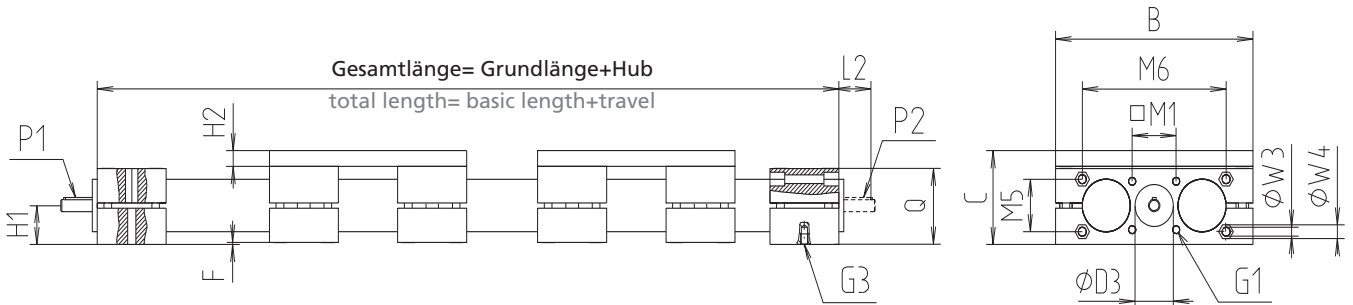 Gesamtlänge= Grundlänge+Hub
total length= basic length+travel
L2
H2
P1
P2
H1
F
Q
G3
B
M6
□M1
C
M5
ØW3
ØW4
ØD3
G1